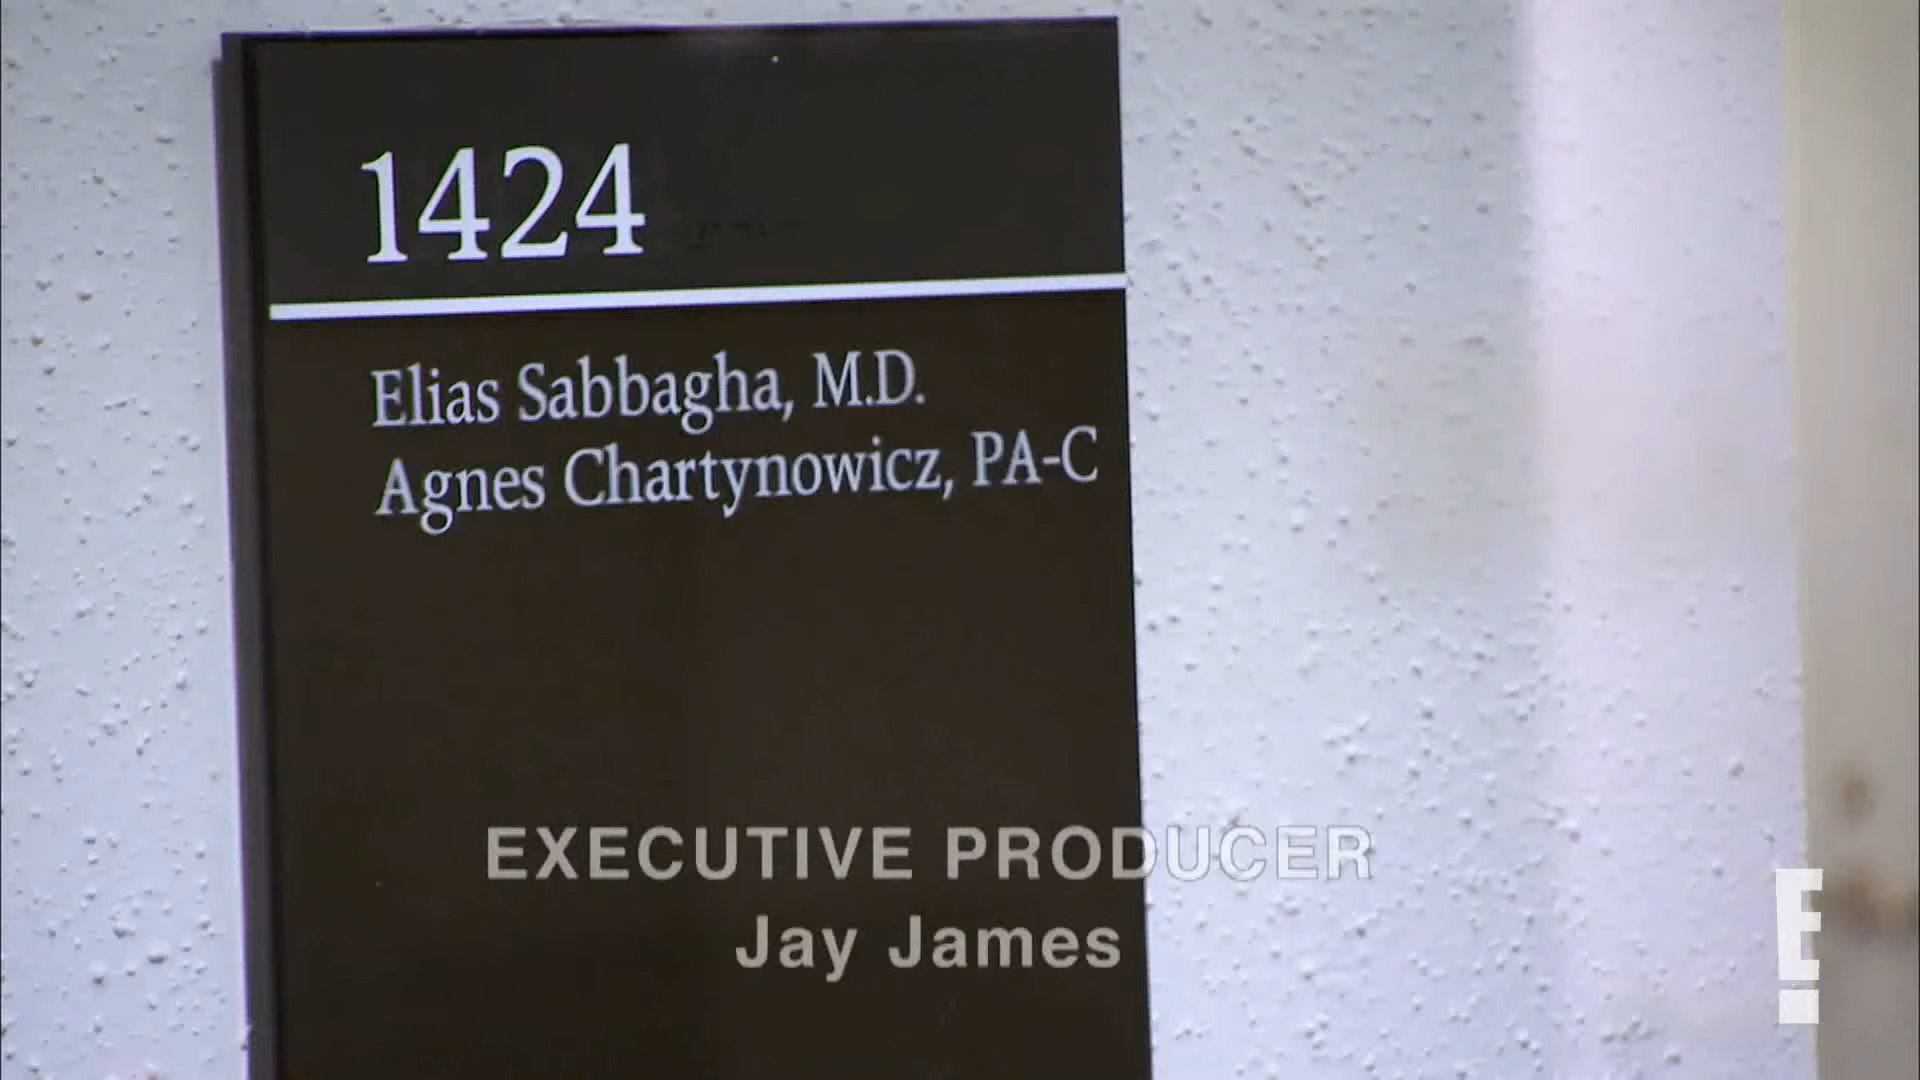 1424
Elias Sabbagha, M.D.
Agnes Chartynowicz, PA-C
EXECUTIVE PRODUCER
Jay James
E!